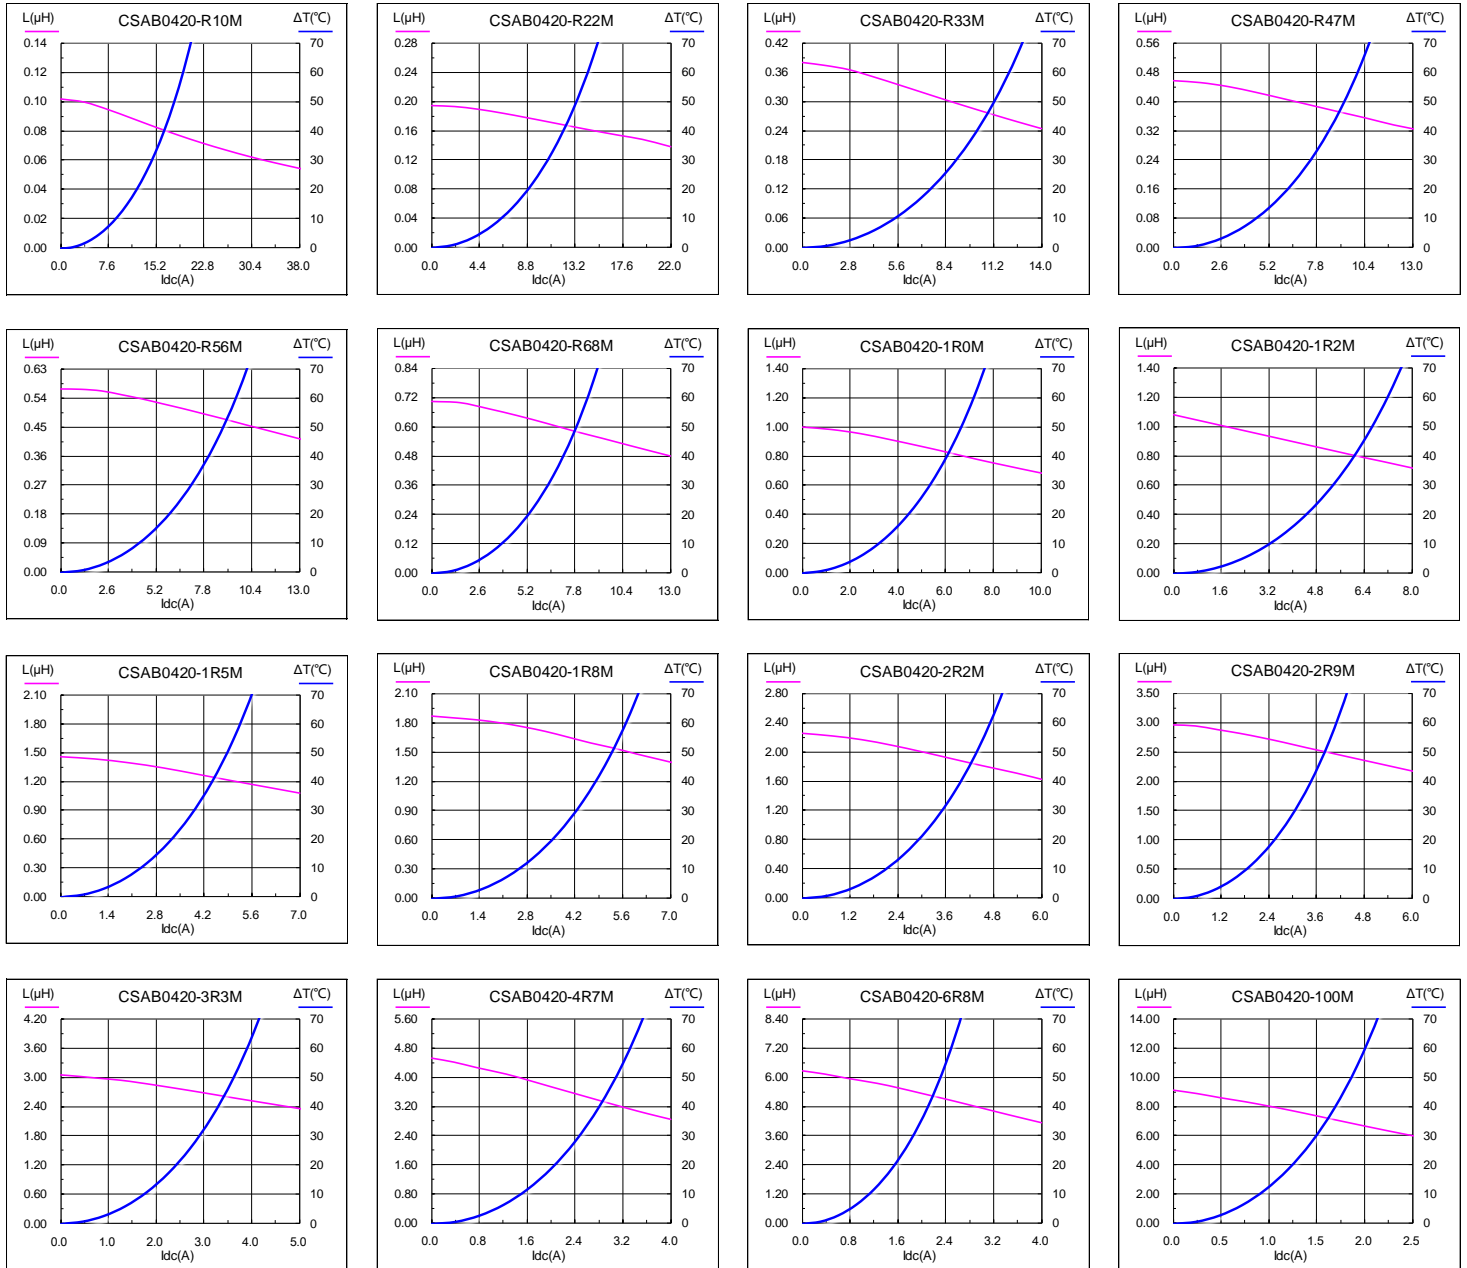 L(μH) CSAB0420-R10M ΔT(℃)
0.14 70
0.12 60
0.10 50
0.08 40
0.06 30
0.04 20
0.02 10
0.00 0
0.0 7.6 15.2 22.8 30.4 38.0
Idc(A)
L(μH) CSAB0420-R22M ΔT(℃)
0.28 70
0.24 60
0.20 50
0.16 40
0.12 30
0.08 20
0.04 10
0.00 0
0.0 4.4 8.8 13.2 17.6 22.0
Idc(A)
L(μH) CSAB0420-R33M ΔT(℃)
0.42 70
0.36 60
0.30 50
0.24 40
0.18 30
0.12 20
0.06 10
0.00 0
0.0 2.8 5.6 8.4 11.2 14.0
Idc(A)
L(μH) CSAB0420-R47M ΔT(℃)
0.56 70
0.48 60
0.40 50
0.32 40
0.24 30
0.16 20
0.08 10
0.00 0
0.0 2.6 5.2 7.8 10.4 13.0
Idc(A)
L(μH) CSAB0420-R56M ΔT(℃)
0.63 70
0.54 60
0.45 50
0.36 40
0.27 30
0.18 20
0.09 10
0.00 0
0.0 2.6 5.2 7.8 10.4 13.0
Idc(A)
L(μH) CSAB0420-R68M ΔT(℃)
0.84 70
0.72 60
0.60 50
0.48 40
0.36 30
0.24 20
0.12 10
0.00 0
0.0 2.6 5.2 7.8 10.4 13.0
Idc(A)
L(μH) CSAB0420-1R0M ΔT(℃)
1.40 70
1.20 60
1.00 50
0.80 40
0.60 30
0.40 20
0.20 10
0.00 0
0.0 2.0 4.0 6.0 8.0 10.0
Idc(A)
L(μH) CSAB0420-1R2M ΔT(℃)
1.40 70
1.20 60
1.00 50
0.80 40
0.60 30
0.40 20
0.20 10
0.00 0
0.0 1.6 3.2 4.8 6.4 8.0
Idc(A)
L(μH) CSAB0420-1R5M ΔT(℃)
2.10 70
1.80 60
1.50 50
1.20 40
0.90 30
0.60 20
0.30 10
0.00 0
0.0 1.4 2.8 4.2 5.6 7.0
Idc(A)
L(μH) CSAB0420-1R8M ΔT(℃)
2.10 70
1.80 60
1.50 50
1.20 40
0.90 30
0.60 20
0.30 10
0.00 0
0.0 1.4 2.8 4.2 5.6 7.0
Idc(A)
L(μH) CSAB0420-2R2M ΔT(℃)
2.80 70
2.40 60
2.00 50
1.60 40
1.20 30
0.80 20
0.40 10
0.00 0
0.0 1.2 2.4 3.6 4.8 6.0
Idc(A)
L(μH) CSAB0420-2R9M ΔT(℃)
3.50 70
3.00 60
2.50 50
2.00 40
1.50 30
1.00 20
0.50 10
0.00 0
0.0 1.2 2.4 3.6 4.8 6.0
Idc(A)
L(μH) CSAB0420-3R3M ΔT(℃)
4.20 70
3.60 60
3.00 50
2.40 40
1.80 30
1.20 20
0.60 10
0.00 0
0.0 1.0 2.0 3.0 4.0 5.0
Idc(A)
L(μH) CSAB0420-4R7M ΔT(℃)
5.60 70
4.80 60
4.00 50
3.20 40
2.40 30
1.60 20
0.80 10
0.00 0
0.0 0.8 1.6 2.4 3.2 4.0
Idc(A)
L(μH) CSAB0420-6R8M ΔT(℃)
8.40 70
7.20 60
6.00 50
4.80 40
3.60 30
2.40 20
1.20 10
0.00 0
0.0 0.8 1.6 2.4 3.2 4.0
Idc(A)
L(μH) CSAB0420-100M ΔT(℃)
14.00 70
12.00 60
10.00 50
8.00 40
6.00 30
4.00 20
2.00 10
0.00 0
0.0 0.5 1.0 1.5 2.0 2.5
Idc(A)